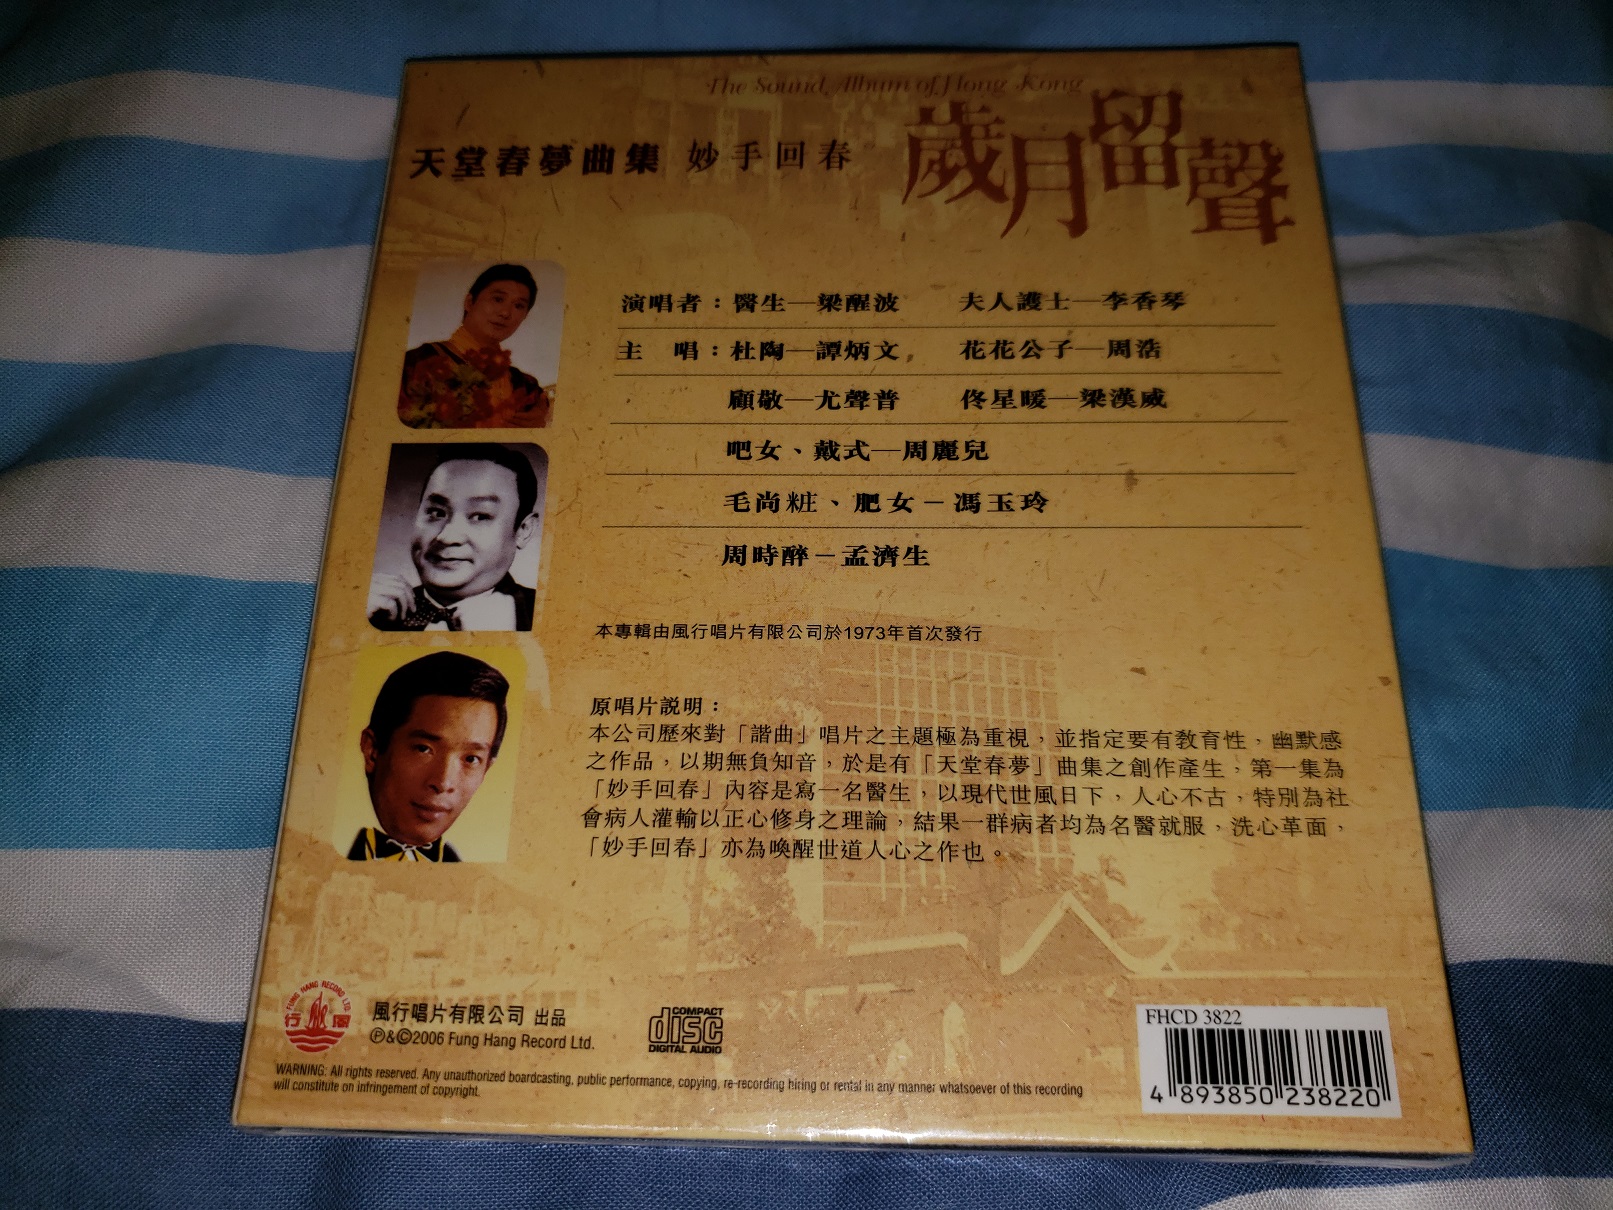 The Sound Album of Hong Kong
歲月留聲
天堂春夢曲集 妙手回春
演唱者：醫生—梁醒波 夫人護士—李香琴
主 唱：杜陶—譚炳文 花花公子—周浩
顧敬—尤聲普 佟星暖—梁漢威
吧女、戴式—周麗兒
毛尚粧、肥女－馮玉玲
周時醉－孟濟生
本專輯由風行唱片有限公司於1973年首次發行
原唱片説明：
本公司歷來對「諧曲」唱片之主題極為重視，並指定要有敎育性，幽默感
之作品，以期無負知音，於是有「天堂春夢」曲集之創作產生，第一集為
「妙手回春」內容是寫一名醫生，以現代世風日下，人心不古，特別為社
會病人灌輸以正心修身之理論，結果一群病者均為名醫就服，洗心革面，
「妙手回春」亦為喚醒世道人心之作也。
FUNG HANG RECORD LTD.
行風
風行唱片有限公司 出品
℗&©2006 Fung Hang Record Ltd.
COMPACT
disc
DIGITAL AUDIO
FHCD 3822
4 893850 238220
WARNING: All rights reserved. Any unauthorized boardcasting, public performance, copying, re-recording hiring or rental in any manner whatsoever of this recording
will constitute on infringement of copyright.